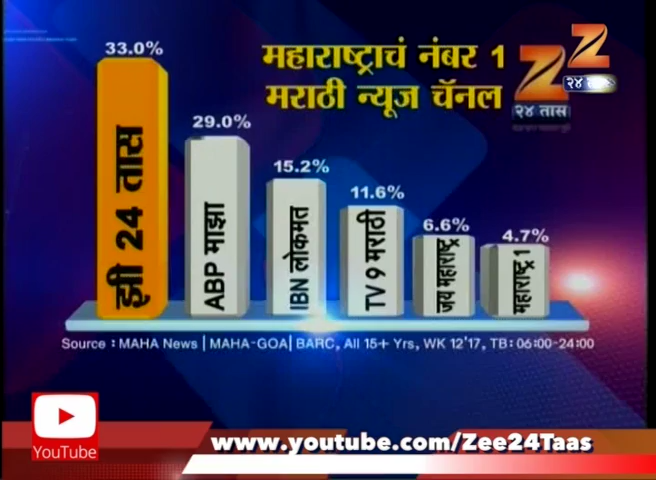 33.0%
महाराष्ट्राचं नंबर 1
मराठी न्यूज चॅनल
२४ तास
२४ तास
29.0%
15.2%
11.6%
6.6%
4.7%
झी 24 तास
ABP माझा
IBN लोकमत
TV 9 मराठी
जय महाराष्ट्र
महाराष्ट्र 1
Source : MAHA News | MAHA-GOA| BARC, All 15+ Yrs, WK 12'17, TB: 06:00-24:00
YouTube
www.youtube.com/Zee24Taas